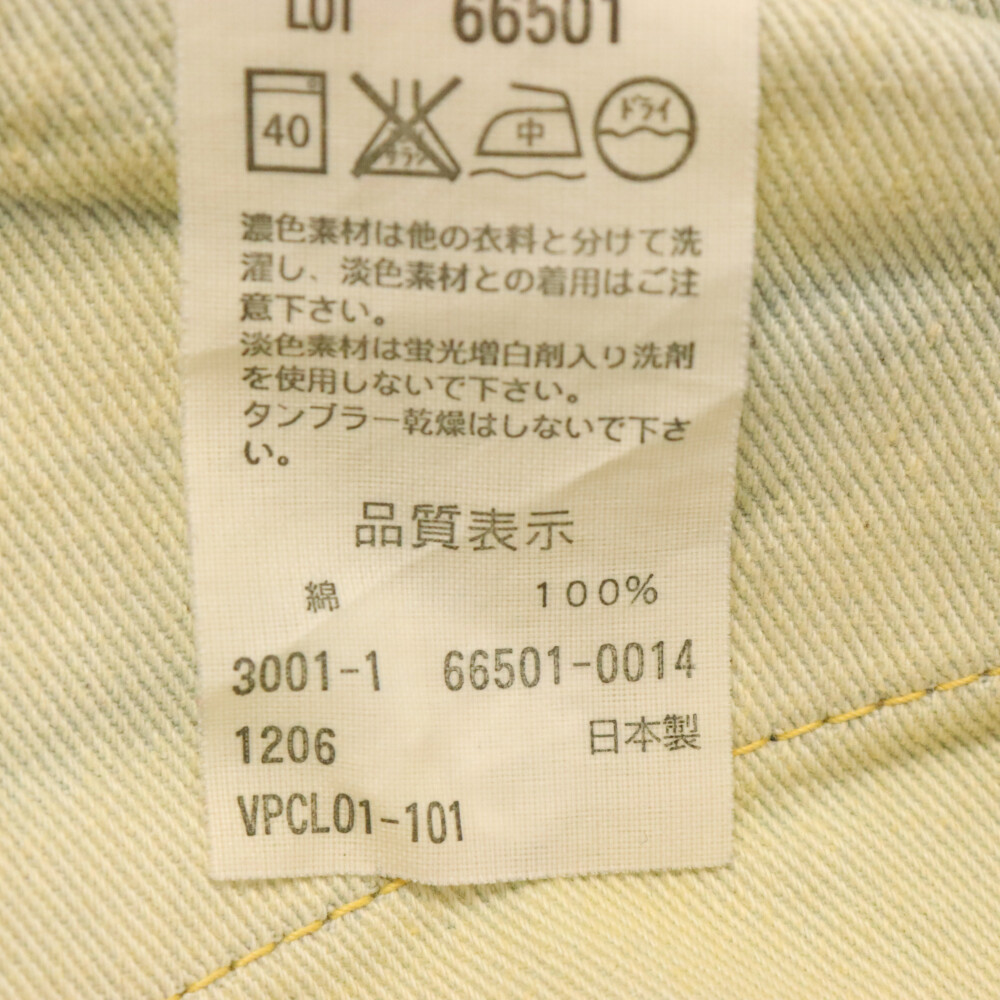 LOT 66501
40 サラシ 中 ドライ
濃色素材は他の衣料と分けて洗
濯し、淡色素材との着用はご注
意下さい。
淡色素材は蛍光増白剤入り洗剤
を使用しないで下さい。
タンブラー乾燥はしないで下さ
い。
品質表示
綿 100%
3001-1 66501-0014
1206 日本製
VPCL01-101